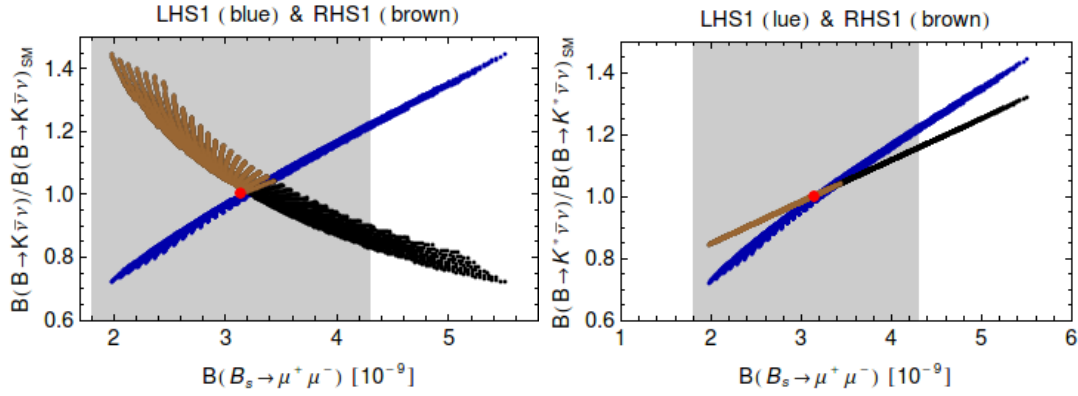 LHS1 (blue) & RHS1 (brown)
B(B→Kν̄ν)/B(B→Kν̄ν)SM
1.4
1.2
1.0
0.8
0.6
2 3 4 5
B(Bs→μ+ μ-) [10-9]
LHS1 (lue) & RHS1 (brown)
B(B→K*ν̄ν)/B(B→K*ν̄ν)SM
1.4
1.2
1.0
0.8
0.6
1 2 3 4 5 6
B(Bs→μ+ μ-) [10-9]